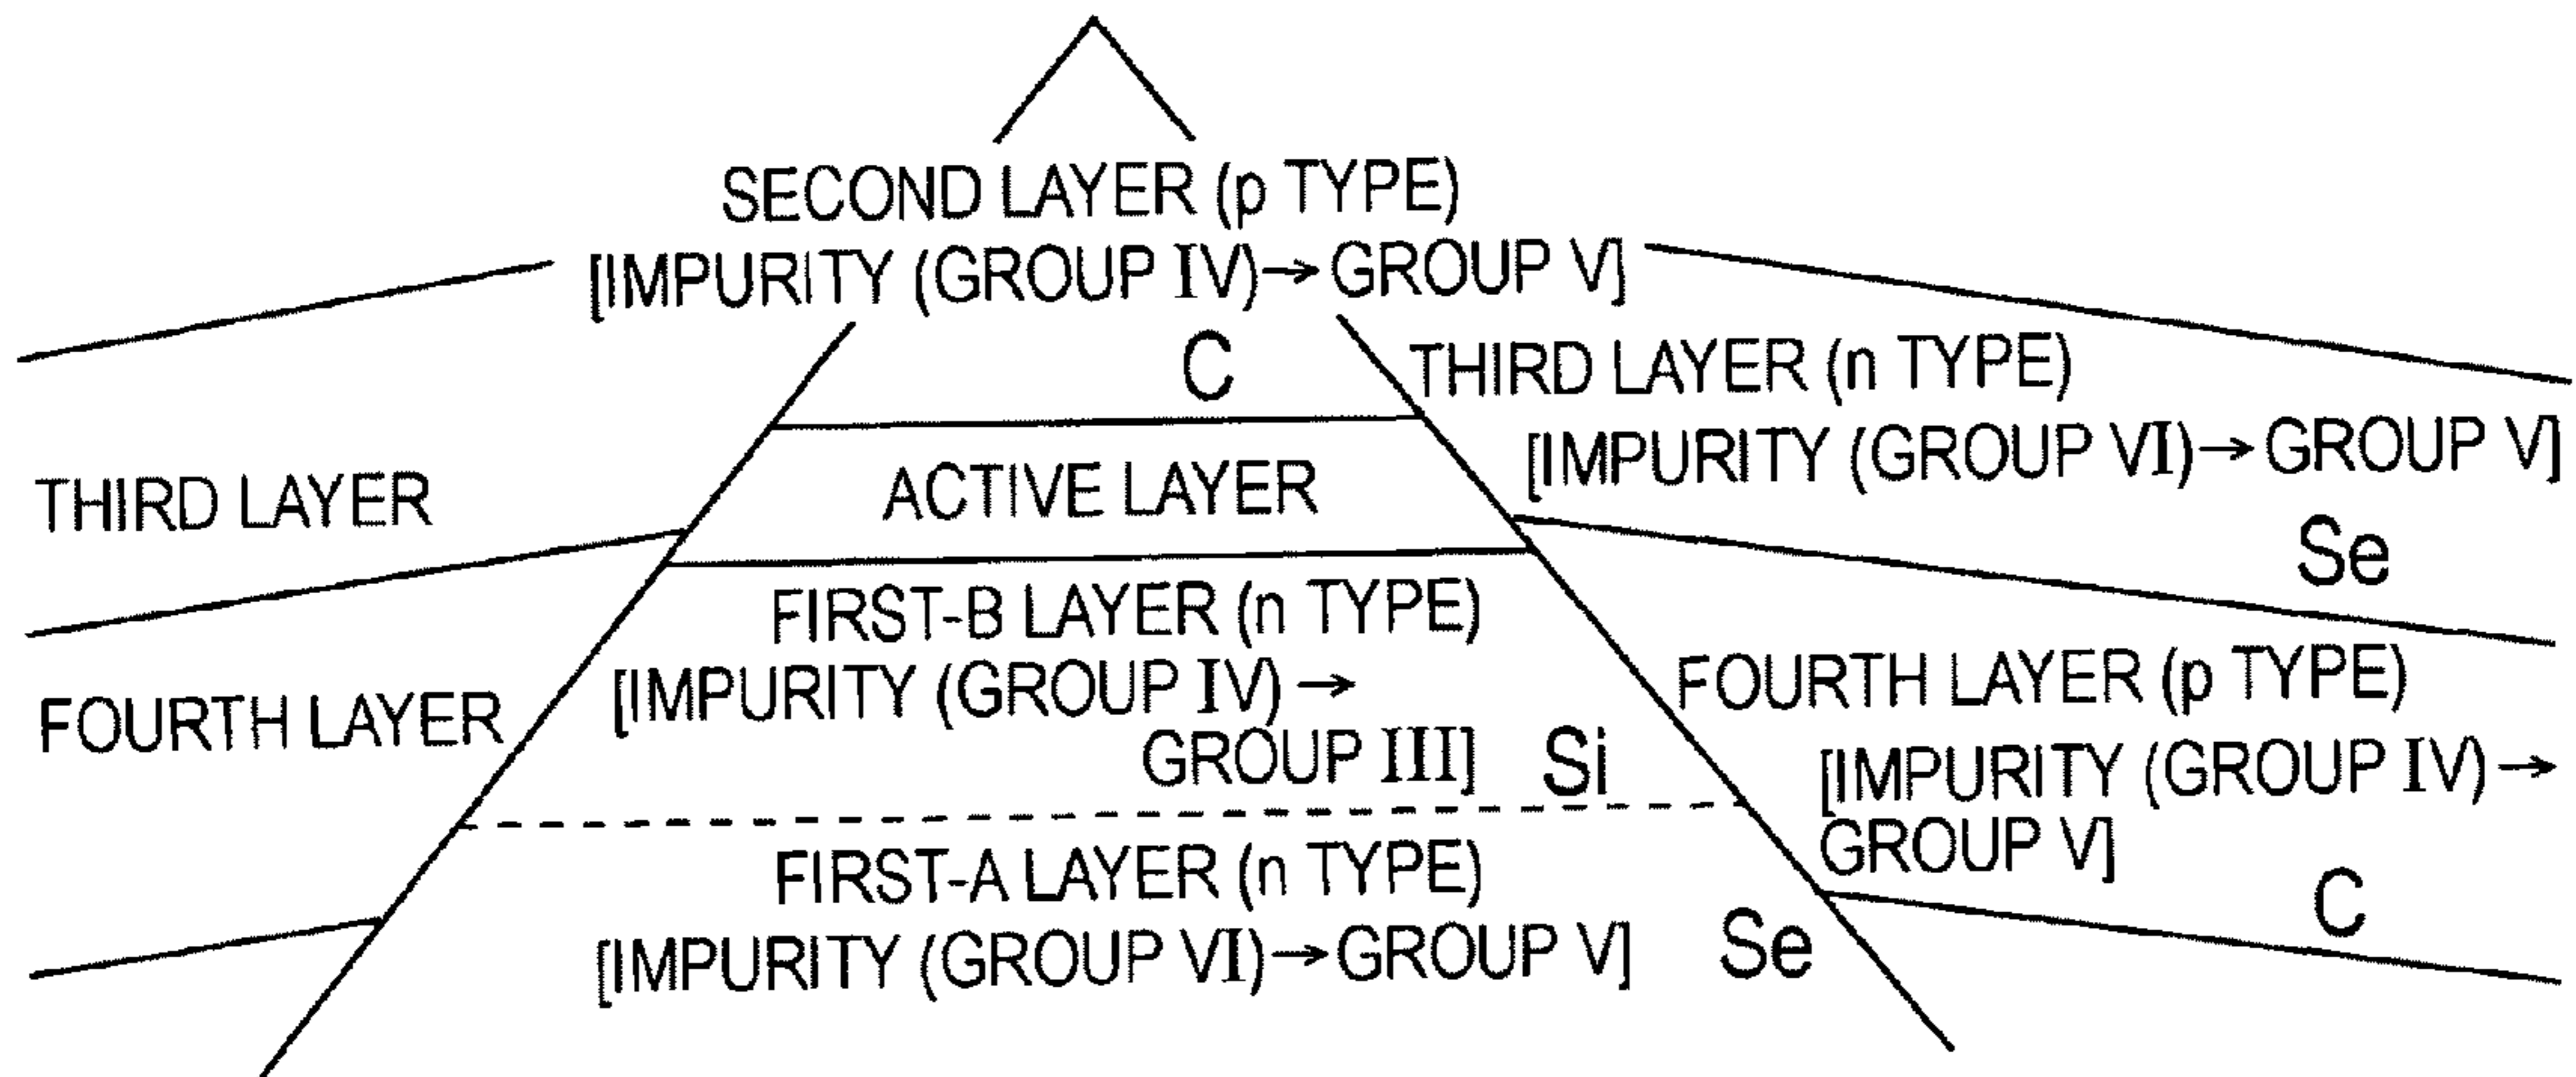 SECOND LAYER (p TYPE)
[IMPURITY (GROUP IV)→GROUP V]
C
THIRD LAYER (n TYPE)
[IMPURITY (GROUP VI)→GROUP V]
Se
THIRD LAYER
ACTIVE LAYER
FIRST-B LAYER (n TYPE)
[IMPURITY (GROUP IV)→
GROUP III]
Si
FOURTH LAYER
FOURTH LAYER (p TYPE)
[IMPURITY (GROUP IV)→
GROUP V]
C
FIRST-A LAYER (n TYPE)
[IMPURITY (GROUP VI)→GROUP V]
Se